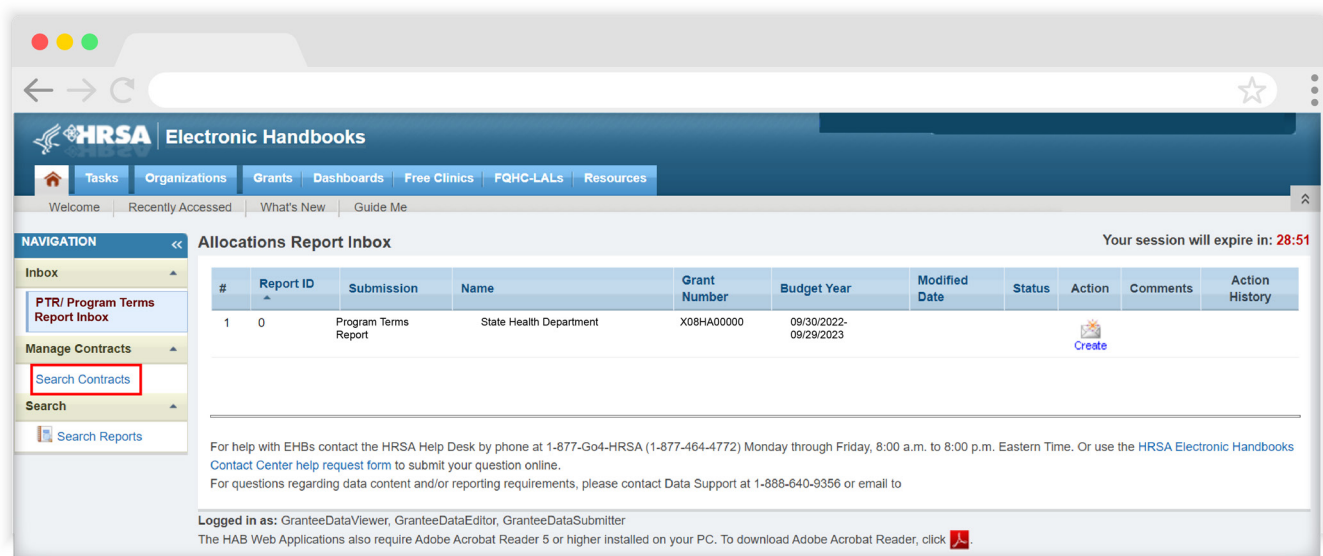 HRSA Electronic Handbooks
Tasks Organizations Grants Dashboards Free Clinics FQHC-LALs Resources
Welcome Recently Accessed What's New Guide Me
NAVIGATION «
Inbox
PTR/ Program Terms
Report Inbox
Manage Contracts
Search Contracts
Search
Search Reports
Allocations Report Inbox
Your session will expire in: 28:51
# Report ID Submission Name Grant Number Budget Year Modified Date Status Action Comments Action History
1 0 Program Terms Report State Health Department X08HA00000 09/30/2022-09/29/2023 Create
For help with EHBs contact the HRSA Help Desk by phone at 1-877-Go4-HRSA (1-877-464-4772) Monday through Friday, 8:00 a.m. to 8:00 p.m. Eastern Time. Or use the HRSA Electronic Handbooks
Contact Center help request form to submit your question online.
For questions regarding data content and/or reporting requirements, please contact Data Support at 1-888-640-9356 or email to
Logged in as: GranteeDataViewer, GranteeDataEditor, GranteeDataSubmitter
The HAB Web Applications also require Adobe Acrobat Reader 5 or higher installed on your PC. To download Adobe Acrobat Reader, click .